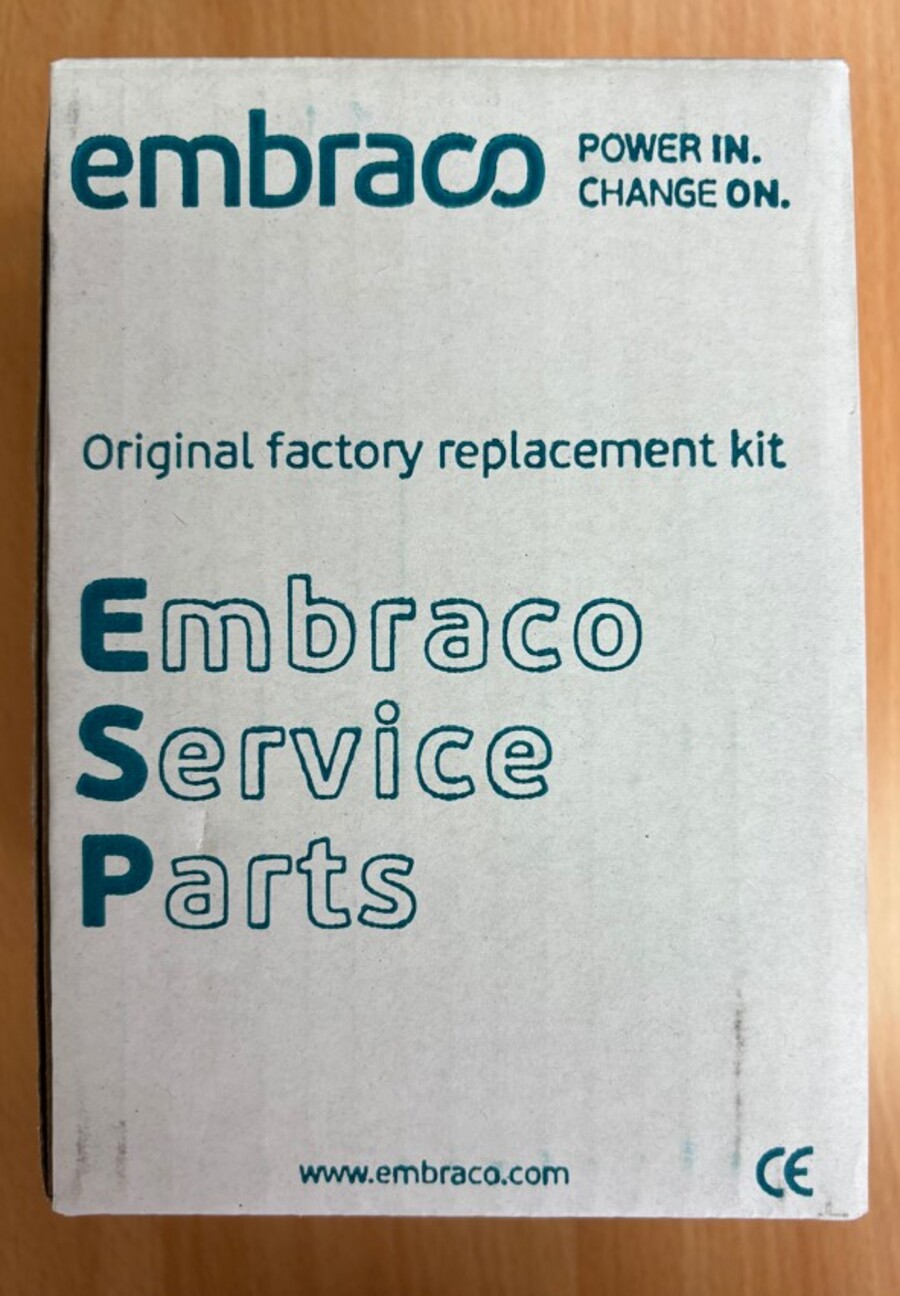 embraco
POWER IN.
CHANGE ON.
Original factory replacement kit
Embraco
Service
Parts
www.embraco.com
CE